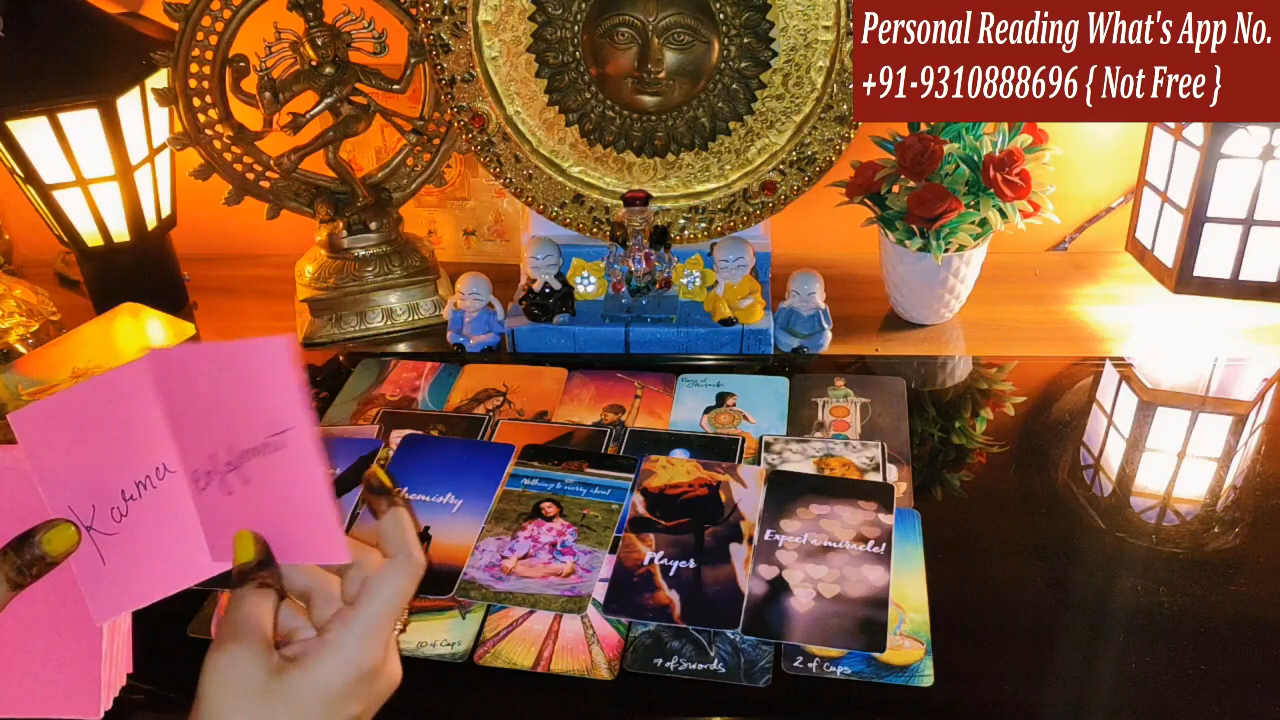 Personal Reading What's App No.
+91-9310888696 { Not Free }
Karma
Chemistry
Nothing to worry about
Player
Expect a miracle!
10 of Cups
9 of Swords
2 of Cups